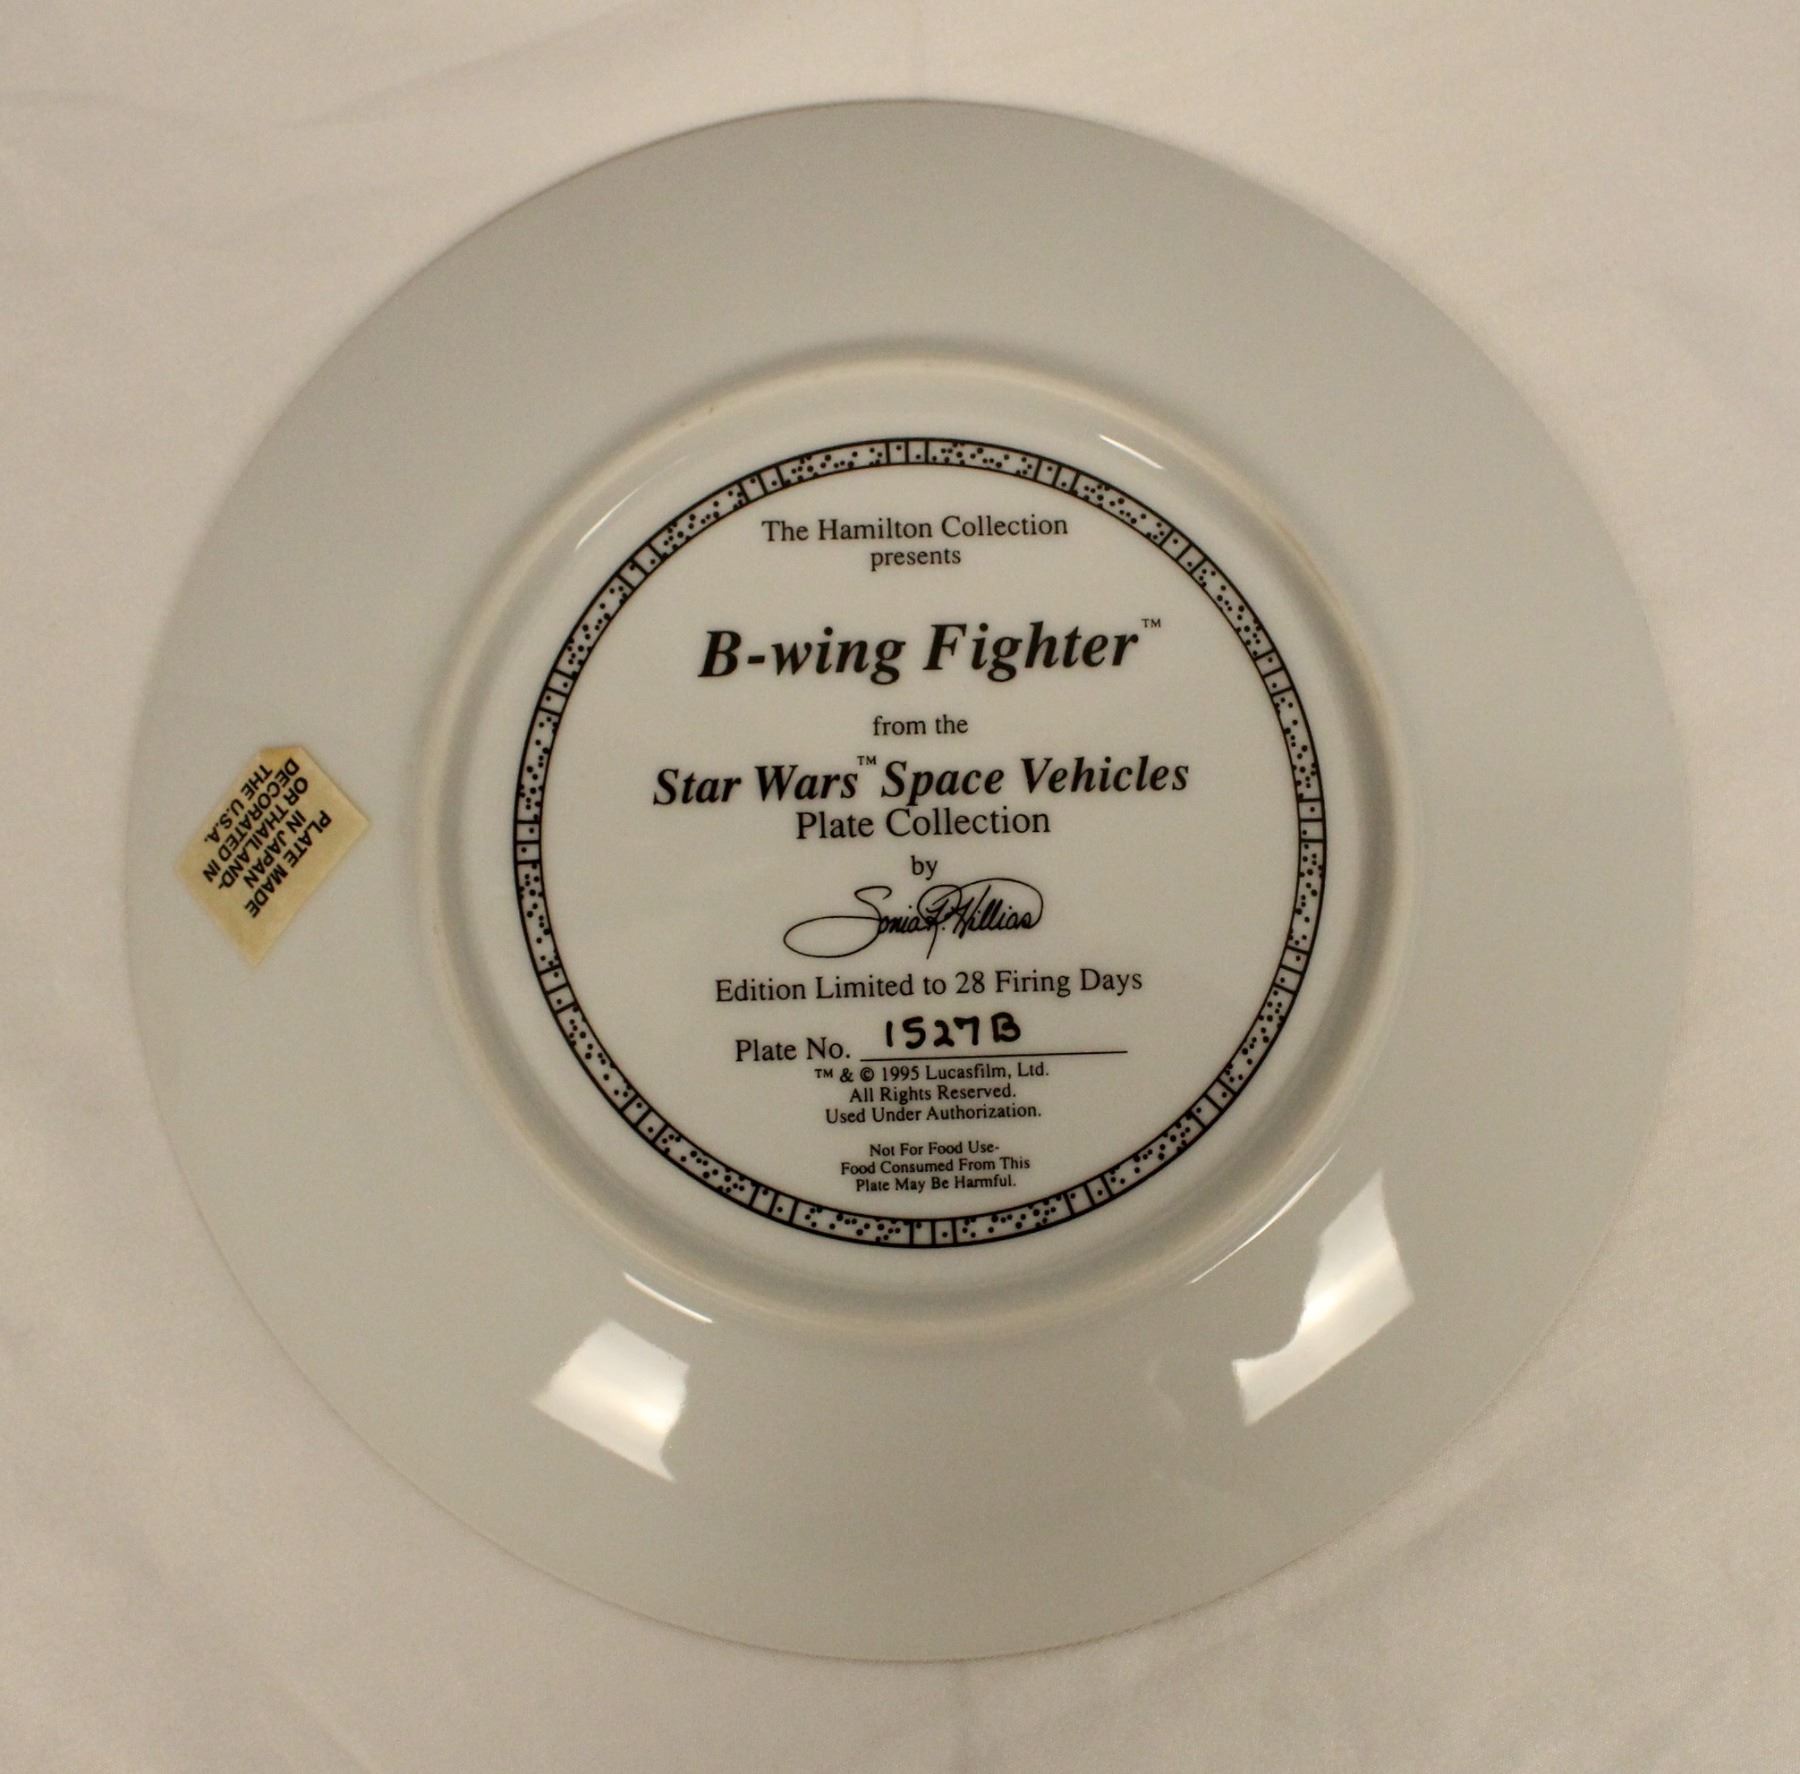 The Hamilton Collection
presents
B-wing Fighter™
from the
Star Wars™ Space Vehicles
Plate Collection
by
Sonia R. Hillios
Edition Limited to 28 Firing Days
Plate No. 1527B
™ & © 1995 Lucasfilm, Ltd.
All Rights Reserved.
Used Under Authorization.
Not For Food Use-
Food Consumed From This
Plate May Be Harmful.
PLATE MADE
IN JAPAN
OR THAILAND-
DECORATED IN
THE U.S.A.